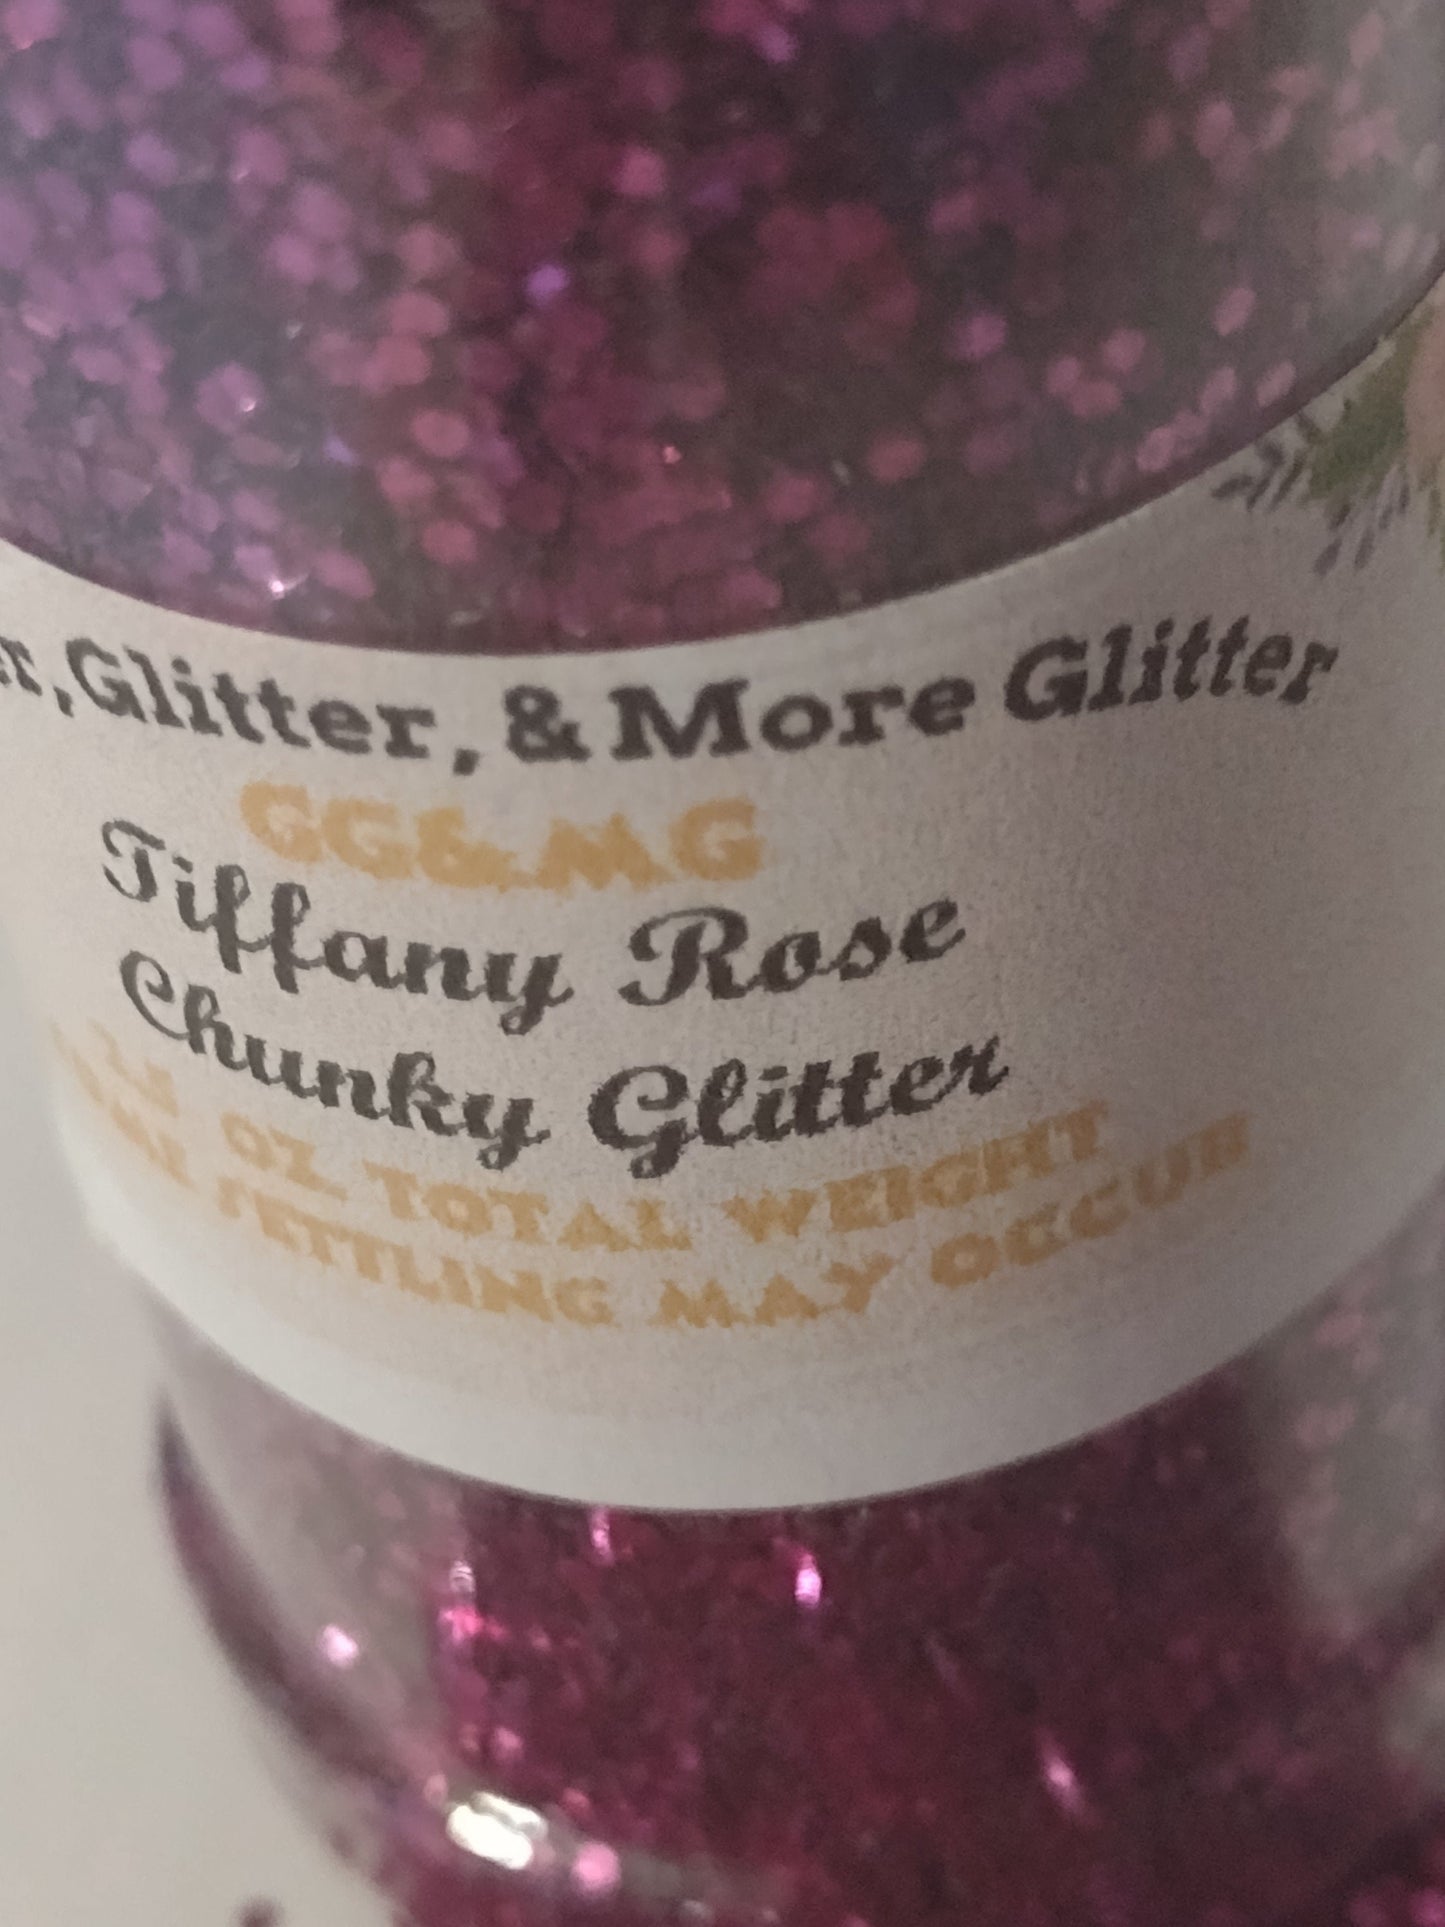 Glitter, & More Glitter
GG&MG
Tiffany Rose
Chunky Glitter
OZ TOTAL WEIGHT
SETTLING MAY OCCUR